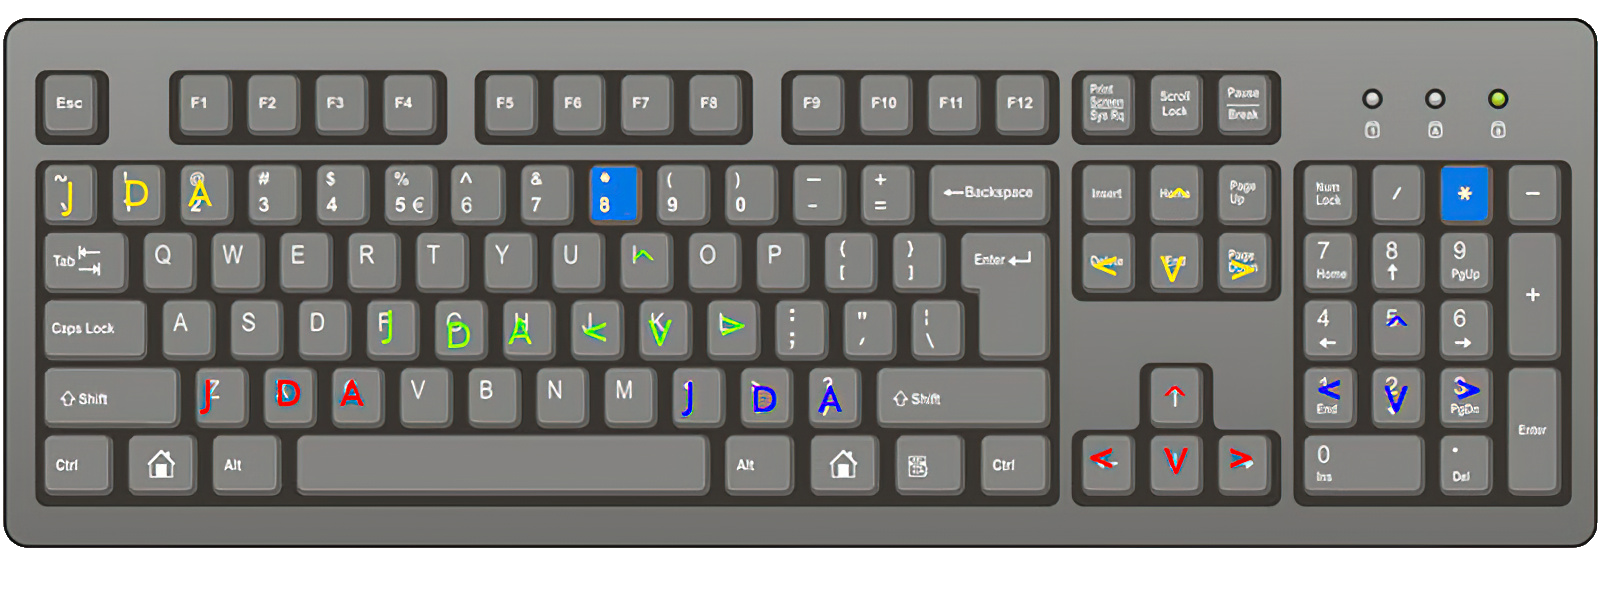 Esc F1 F2 F3 F4 F5 F6 F7 F8 F9 F10 F11 F12 Print Screen Sys Rq Scroll Lock Pause Break
~ J D @ A 2 # 3 $ 4 % 5 € ^ 6 & 7 * 8 ( 9 ) 0 — - + = ←Backspace Insert Home ^ Page Up Num Lock / * −
Tab Q W E R T Y U I ^ O P { [ } ] Enter Delete < End V Page Down > 7 Home 8 ↑ 9 PgUp +
Caps Lock A S D F J G D H A J < K V L > : ; " , ¦ \ 4 ← 5 ^ 6 →
Shift Z J X D C A V B N M J D ? A Shift ↑ 1 < End 2 V 3 > PgDn Enter
Ctrl Alt Alt Ctrl < V > 0 Ins . Del